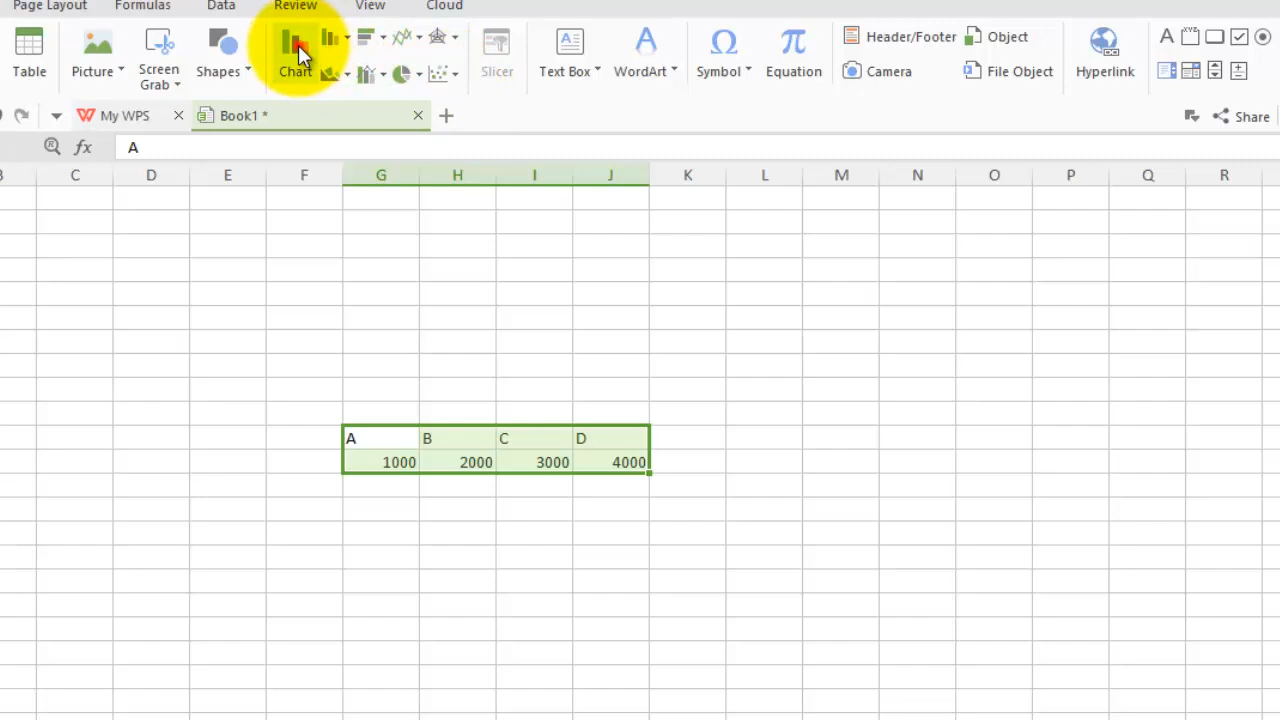 Page Layout Formulas Data Review View Cloud
Table Picture Screen Grab Shapes Chart Slicer Text Box WordArt Symbol Equation Header/Footer Object Camera File Object Hyperlink
My WPS Book1 * Share
fx A
B C D E F G H I J K L M N O P Q R
A B C D
1000 2000 3000 4000